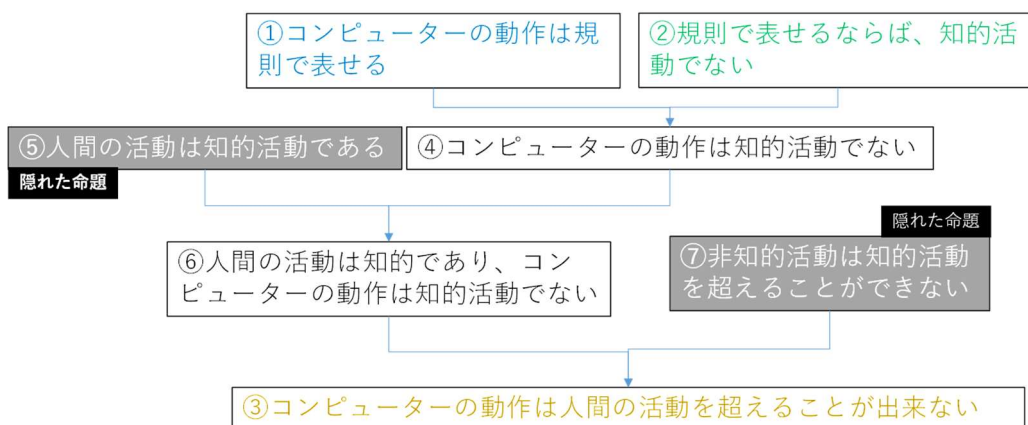 ①コンピューターの動作は規
則で表せる
②規則で表せるならば、知的活
動でない
⑤人間の活動は知的活動である
隠れた命題
④コンピューターの動作は知的活動でない
隠れた命題
⑥人間の活動は知的であり、コン
ピューターの動作は知的活動でない
⑦非知的活動は知的活動
を超えることができない
③コンピューターの動作は人間の活動を超えることが出来ない